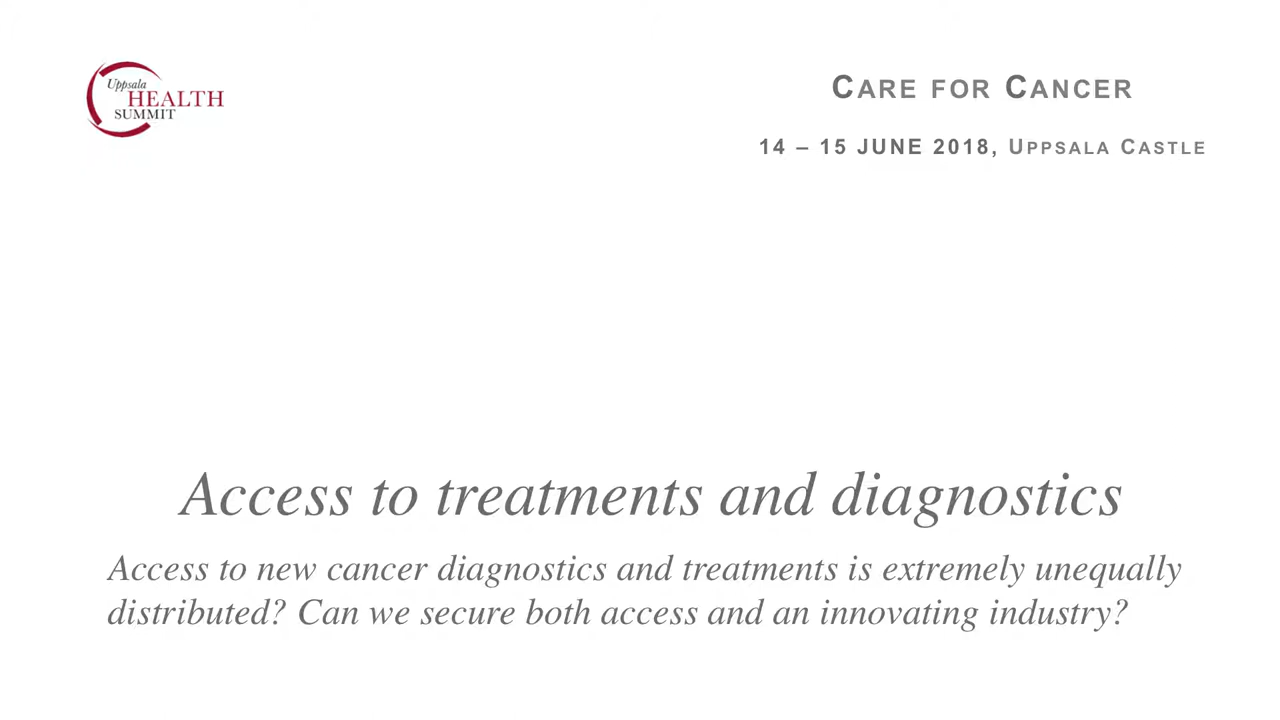 Uppsala
HEALTH
SUMMIT
CARE FOR CANCER
14 – 15 JUNE 2018, UPPSALA CASTLE
Access to treatments and diagnostics
Access to new cancer diagnostics and treatments is extremely unequally
distributed? Can we secure both access and an innovating industry?